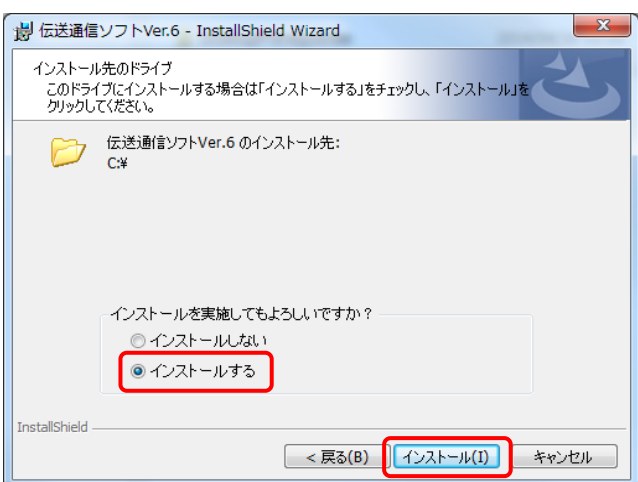 伝送通信ソフトVer.6 - InstallShield Wizard
インストール先のドライブ
このドライブにインストールする場合は「インストールする」をチェックし、「インストール」を
クリックしてください。
伝送通信ソフトVer.6 のインストール先:
C:¥
インストールを実施してもよろしいですか？
インストールしない
インストールする
InstallShield
< 戻る(B)
インストール(I)
キャンセル